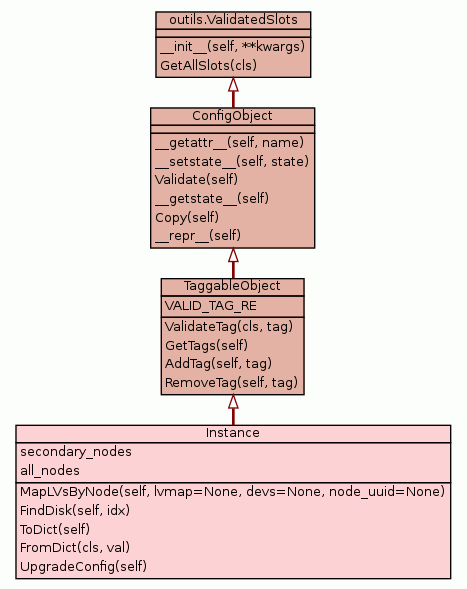 outils.ValidatedSlots
__init__(self, **kwargs)
GetAllSlots(cls)
ConfigObject
__getattr__(self, name)
__setstate__(self, state)
Validate(self)
__getstate__(self)
Copy(self)
__repr__(self)
TaggableObject
VALID_TAG_RE
ValidateTag(cls, tag)
GetTags(self)
AddTag(self, tag)
RemoveTag(self, tag)
Instance
secondary_nodes
all_nodes
MapLVsByNode(self, lvmap=None, devs=None, node_uuid=None)
FindDisk(self, idx)
ToDict(self)
FromDict(cls, val)
UpgradeConfig(self)